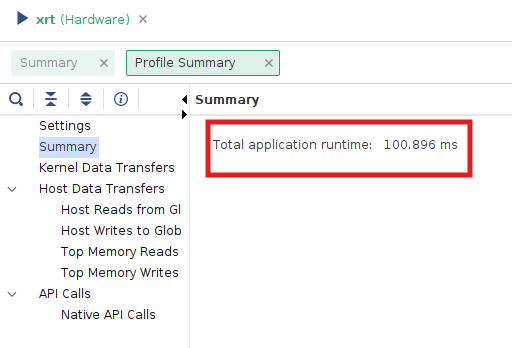 xrt (Hardware)
Summary
Profile Summary
Summary
Settings
Summary
Kernel Data Transfers
Host Data Transfers
Host Reads from Gl
Host Writes to Glob
Top Memory Reads
Top Memory Writes
API Calls
Native API Calls
Total application runtime: 100.896 ms